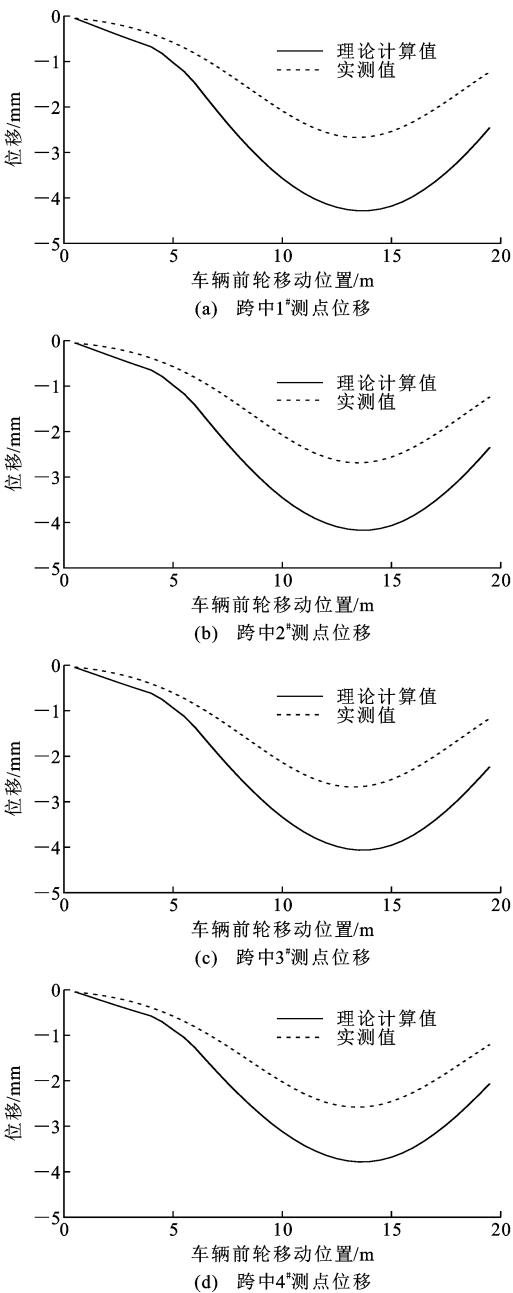 0
−1
−2
−3
−4
−5
位移/mm
理论计算值
实测值
0 5 10 15 20
车辆前轮移动位置/m
(a) 跨中1#测点位移
0
−1
−2
−3
−4
−5
位移/mm
理论计算值
实测值
0 5 10 15 20
车辆前轮移动位置/m
(b) 跨中2#测点位移
0
−1
−2
−3
−4
−5
位移/mm
理论计算值
实测值
0 5 10 15 20
车辆前轮移动位置/m
(c) 跨中3#测点位移
0
−1
−2
−3
−4
−5
位移/mm
理论计算值
实测值
0 5 10 15 20
车辆前轮移动位置/m
(d) 跨中4#测点位移